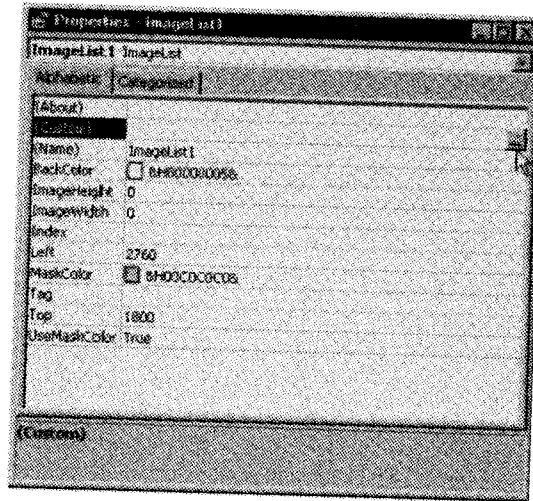 Properties - ImageList1
ImageList1 ImageList
Alphabetic Categorized
(About)
(Custom)
(Name) ImageList1
BackColor &H80000005&
ImageHeight 0
ImageWidth 0
Index
Left 2760
MaskColor &H00C0C0C0&
Tag
Top 1800
UseMaskColor True
(Custom)